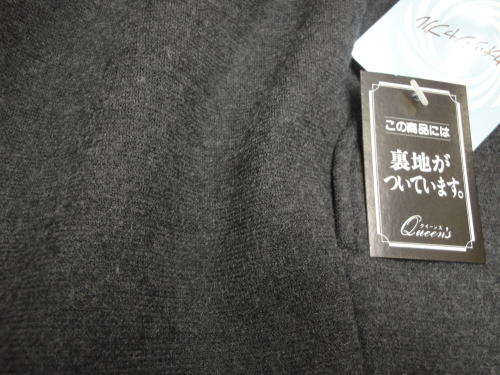 この商品には
裏地が
ついています。
クイーンズ
Queen's